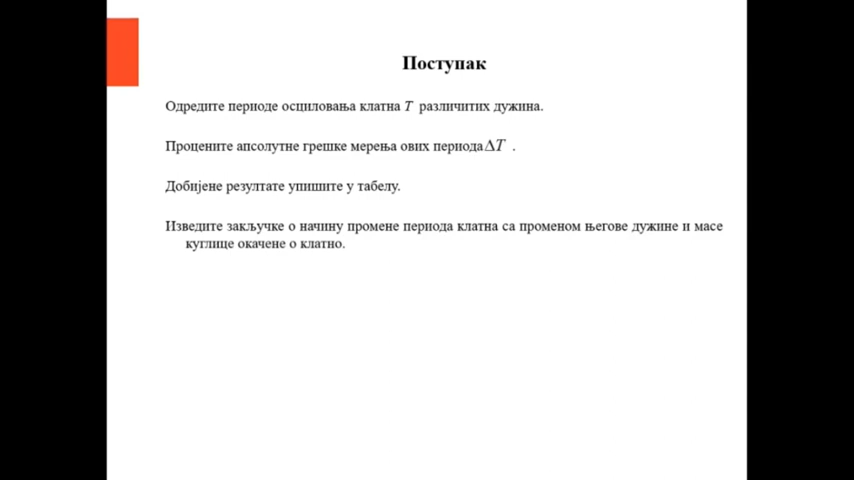 Поступак
Одредите периоде осциловања клатна T различитих дужина.
Процените апсолутне грешке мерења ових периода ΔT .
Добијене резултате упишите у табелу.
Изведите закључке о начину промене периода клатна са променом његове дужине и масе
куглице окачене о клатно.